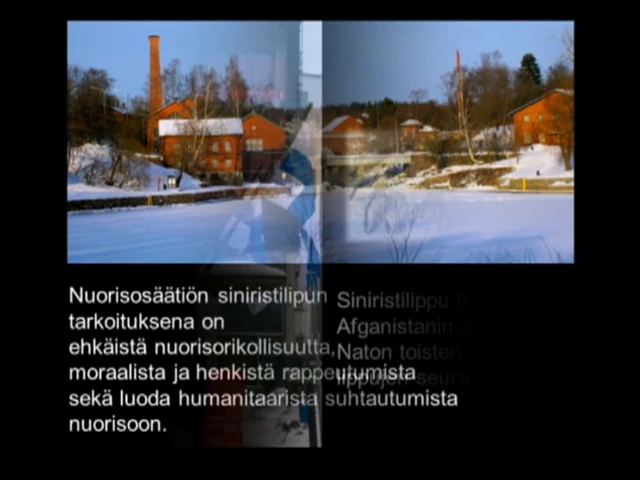 Nuorisosäätiön siniristilipun
tarkoituksena on
ehkäistä nuorisorikollisuutta,
moraalista ja henkistä rappeutumista
sekä luoda humanitaarista suhtautumista
nuorisoon.
Siniristilippu
Afganistanin
Naton toisten
lippujen